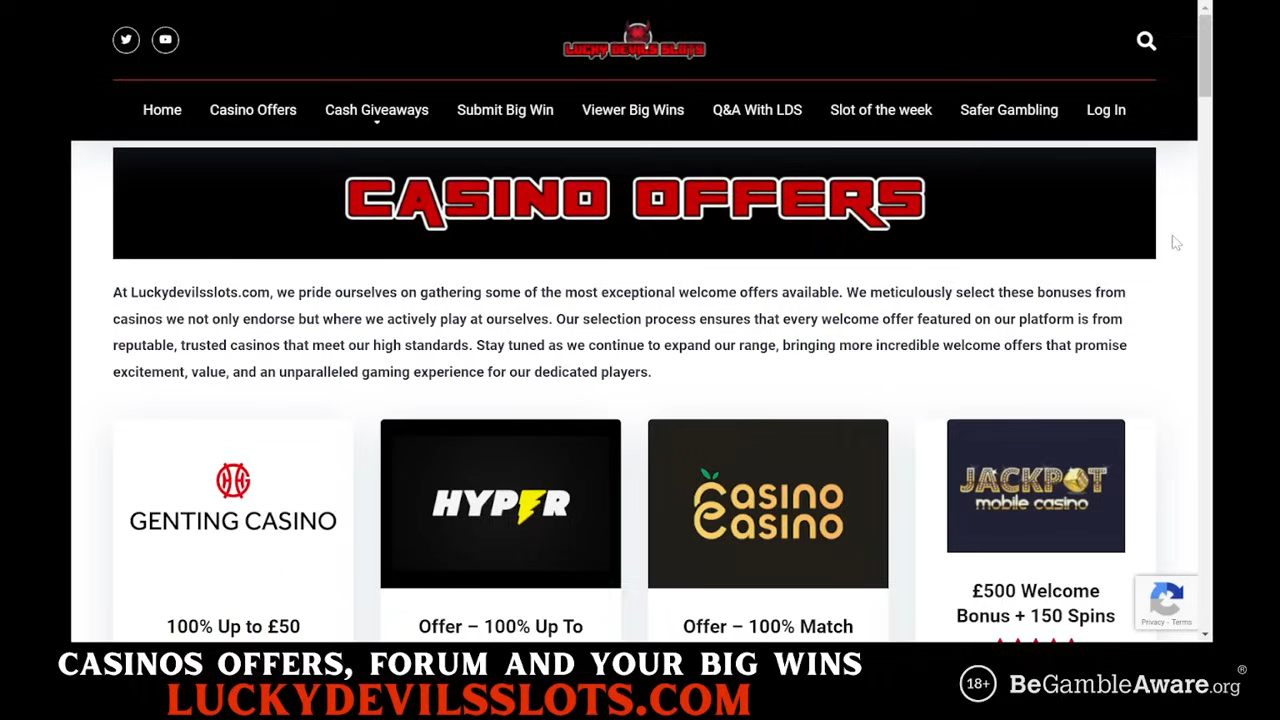 LUCKY DEVILS SLOTS
Home Casino Offers Cash Giveaways Submit Big Win Viewer Big Wins Q&A With LDS Slot of the week Safer Gambling Log In
CASINO OFFERS
At Luckydevilsslots.com, we pride ourselves on gathering some of the most exceptional welcome offers available. We meticulously select these bonuses from
casinos we not only endorse but where we actively play at ourselves. Our selection process ensures that every welcome offer featured on our platform is from
reputable, trusted casinos that meet our high standards. Stay tuned as we continue to expand our range, bringing more incredible welcome offers that promise
excitement, value, and an unparalleled gaming experience for our dedicated players.
GENTING CASINO
HYPER
Casino
Casino
JACKPOT
mobile casino
100% Up to £50
Offer – 100% Up To
Offer – 100% Match
£500 Welcome
Bonus + 150 Spins
Privacy - Terms
CASINOS OFFERS, FORUM AND YOUR BIG WINS
LUCKYDEVILSSLOTS.COM
18+ BeGambleAware.org®